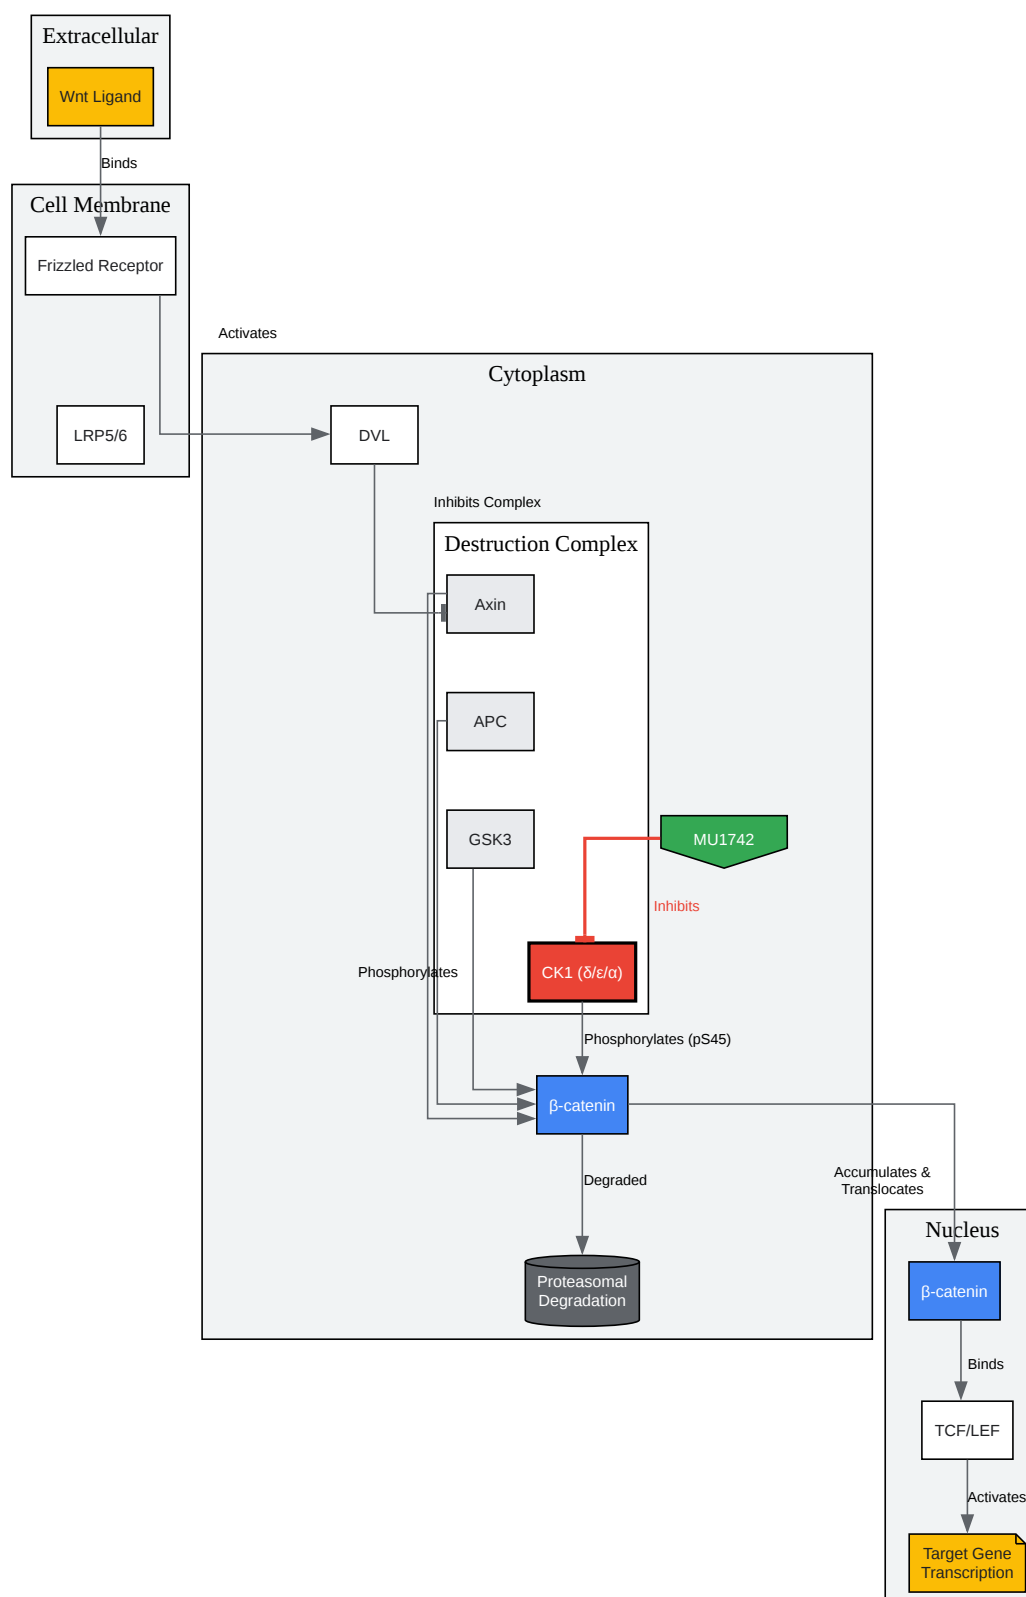 Extracellular
Wnt Ligand
Binds
Cell Membrane
Frizzled Receptor
Activates
Cytoplasm
LRP5/6
DVL
Inhibits Complex
Destruction Complex
Axin
APC
GSK3
MU1742
Inhibits
Phosphorylates
CK1 (δ/ε/α)
Phosphorylates (pS45)
β-catenin
Degraded
Accumulates &
Translocates
Nucleus
Proteasomal
Degradation
β-catenin
Binds
TCF/LEF
Activates
Target Gene
Transcription